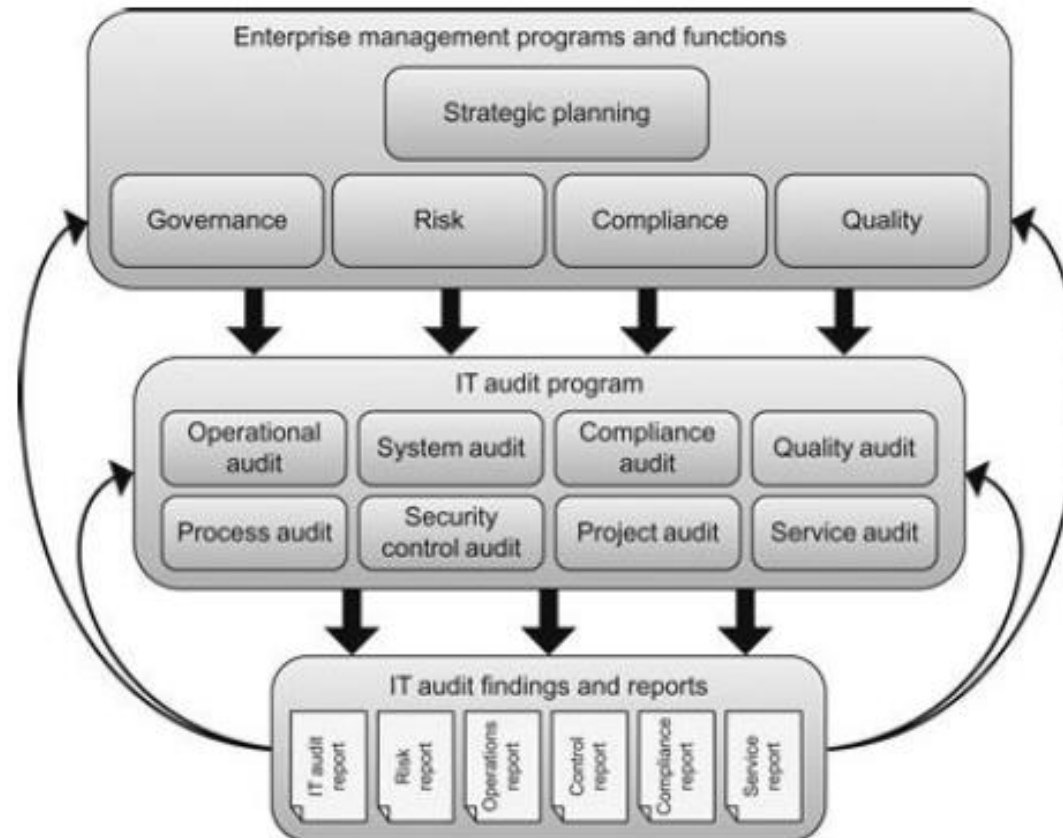 Enterprise management programs and functions
Strategic planning
Governance
Risk
Compliance
Quality
IT audit program
Operational
audit
System audit
Compliance
audit
Quality audit
Process audit
Security
control audit
Project audit
Service audit
IT audit findings and reports
IT audit
report
Risk
report
Operations
report
Control
report
Compliance
report
Service
report